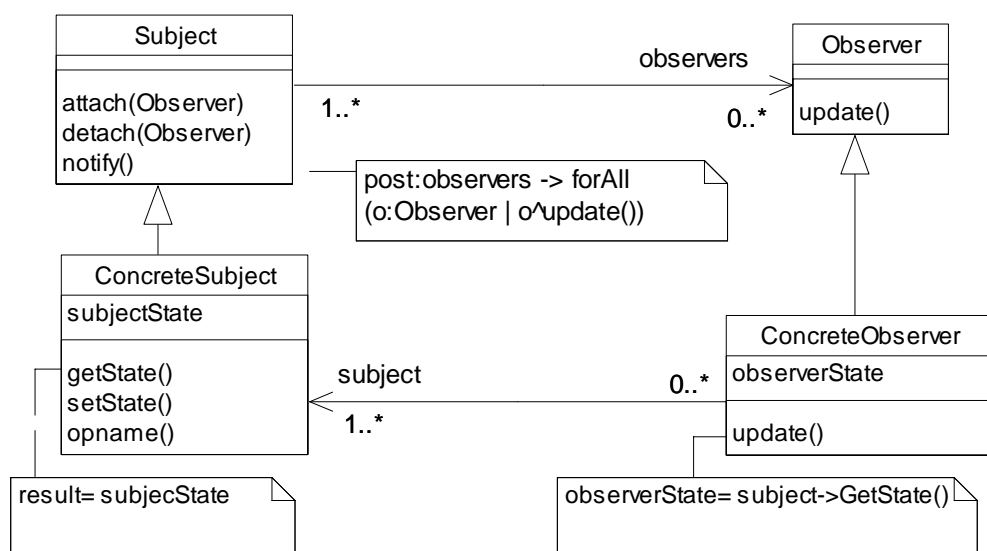 Subject
attach(Observer)
detach(Observer)
notify()
observers
1..*
0..*
Observer
update()
post:observers -> forAll
(o:Observer | o^update())
ConcreteSubject
subjectState
getState()
setState()
opname()
subject
1..*
0..*
ConcreteObserver
observerState
update()
result= subjecState
observerState= subject->GetState()